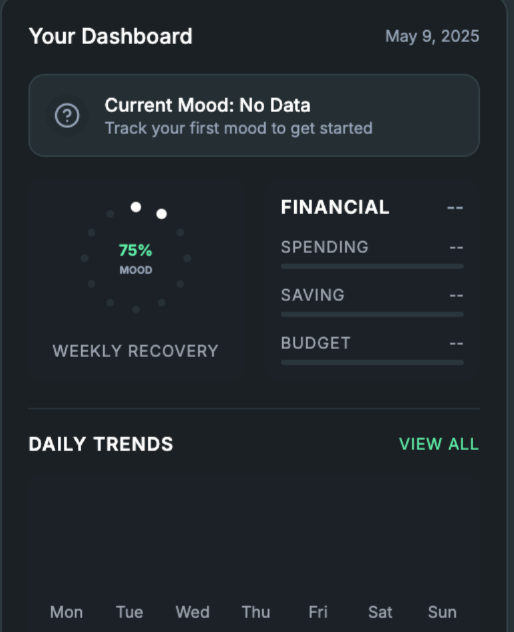 Your Dashboard
May 9, 2025
Current Mood: No Data
Track your first mood to get started
75%
MOOD
WEEKLY RECOVERY
FINANCIAL --
SPENDING --
SAVING --
BUDGET --
DAILY TRENDS
VIEW ALL
Mon Tue Wed Thu Fri Sat Sun